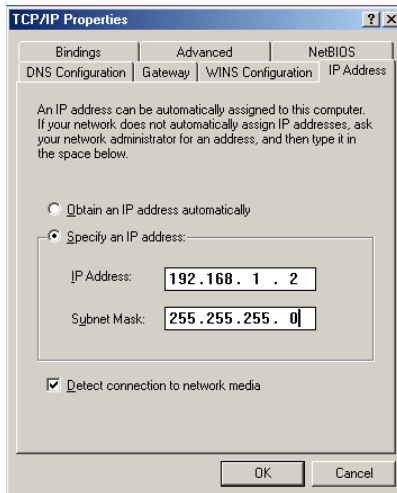 TCP/IP Properties
? ×
Bindings Advanced NetBIOS
DNS Configuration Gateway WINS Configuration IP Address
An IP address can be automatically assigned to this computer.
If your network does not automatically assign IP addresses, ask
your network administrator for an address, and then type it in
the space below.
Obtain an IP address automatically
Specify an IP address:
IP Address: 192.168. 1 . 2
Subnet Mask: 255.255.255. 0
Detect connection to network media
OK Cancel